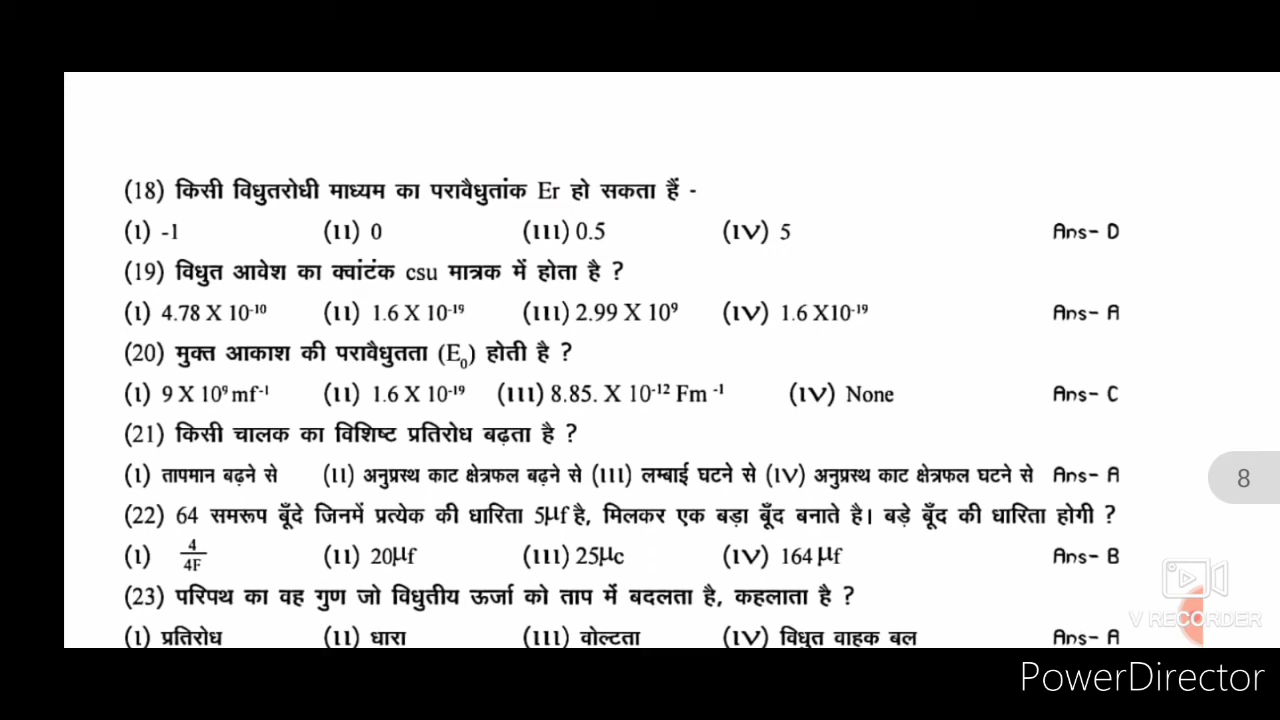 (18) किसी विधुतरोधी माध्यम का परावैधुतांक Er हो सकता हैं -
(I) -1 (II) 0 (III) 0.5 (IV) 5 Ans- D
(19) विधुत आवेश का क्वांटंक csu मात्रक में होता है ?
(I) 4.78 X 10⁻¹⁰ (II) 1.6 X 10⁻¹⁹ (III) 2.99 X 10⁹ (IV) 1.6 X10⁻¹⁹ Ans- A
(20) मुक्त आकाश की परावैधुतता (E₀) होती है ?
(I) 9 X 10⁹ mf⁻¹ (II) 1.6 X 10⁻¹⁹ (III) 8.85. X 10⁻¹² Fm ⁻¹ (IV) None Ans- C
(21) किसी चालक का विशिष्ट प्रतिरोध बढ़ता है ?
(I) तापमान बढ़ने से (II) अनुप्रस्थ काट क्षेत्रफल बढ़ने से (III) लम्बाई घटने से (IV) अनुप्रस्थ काट क्षेत्रफल घटने से Ans- A
8
(22) 64 समरूप बूँदे जिनमें प्रत्येक की धारिता 5μf है, मिलकर एक बड़ा बूँद बनाते है। बड़े बूँद की धारिता होगी ?
(I) 4/4F (II) 20μf (III) 25μc (IV) 164 μf Ans- B
(23) परिपथ का वह गुण जो विधुतीय ऊर्जा को ताप में बदलता है, कहलाता है ?
(I) प्रतिरोध (II) धारा (III) वोल्टता (IV) विधुत वाहक बल Ans- A
V RECORDER
PowerDirector